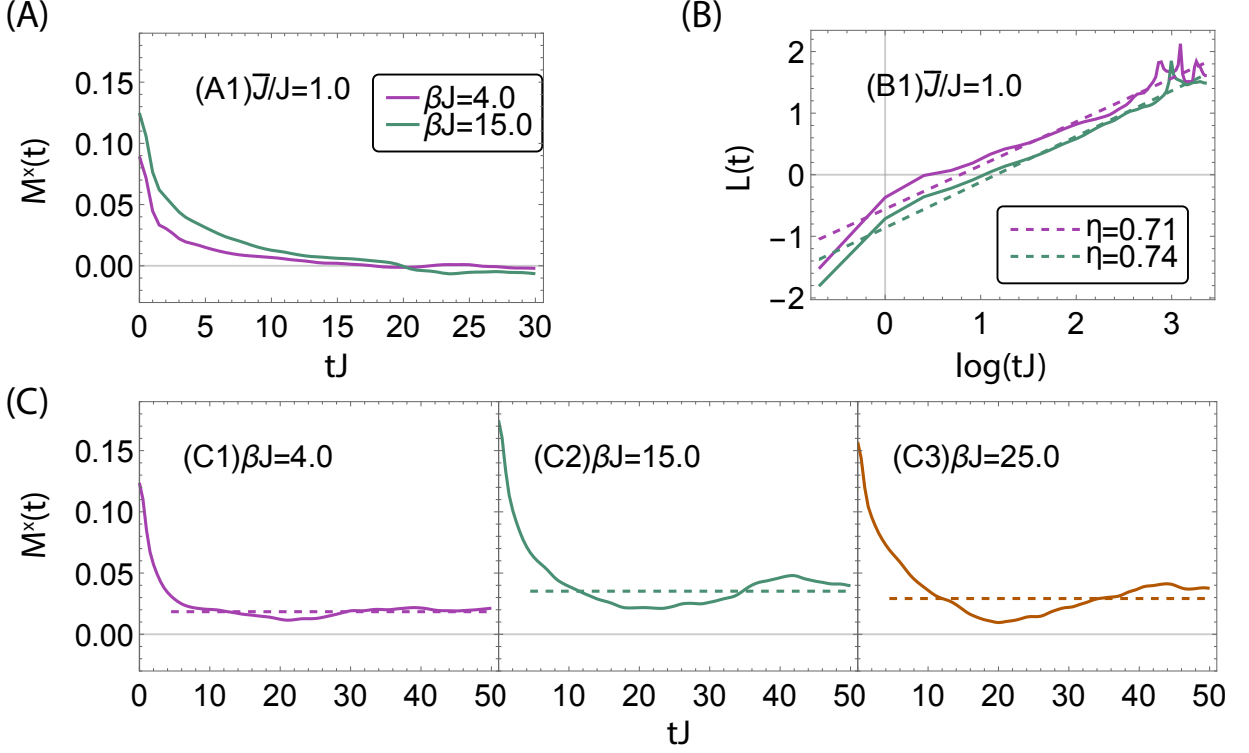 (A)
(A1)J̅/J=1.0
βJ=4.0
βJ=15.0
Mˣ(t)
0.15
0.10
0.05
0.00
0 5 10 15 20 25 30
tJ
(B)
(B1)J̅/J=1.0
L(t)
2
1
0
−1
−2
η=0.71
η=0.74
0 1 2 3
log(tJ)
(C)
(C1)βJ=4.0
(C2)βJ=15.0
(C3)βJ=25.0
Mˣ(t)
0.15
0.10
0.05
0.00
0 10 20 30 40 50 10 20 30 40 50 10 20 30 40 50
tJ